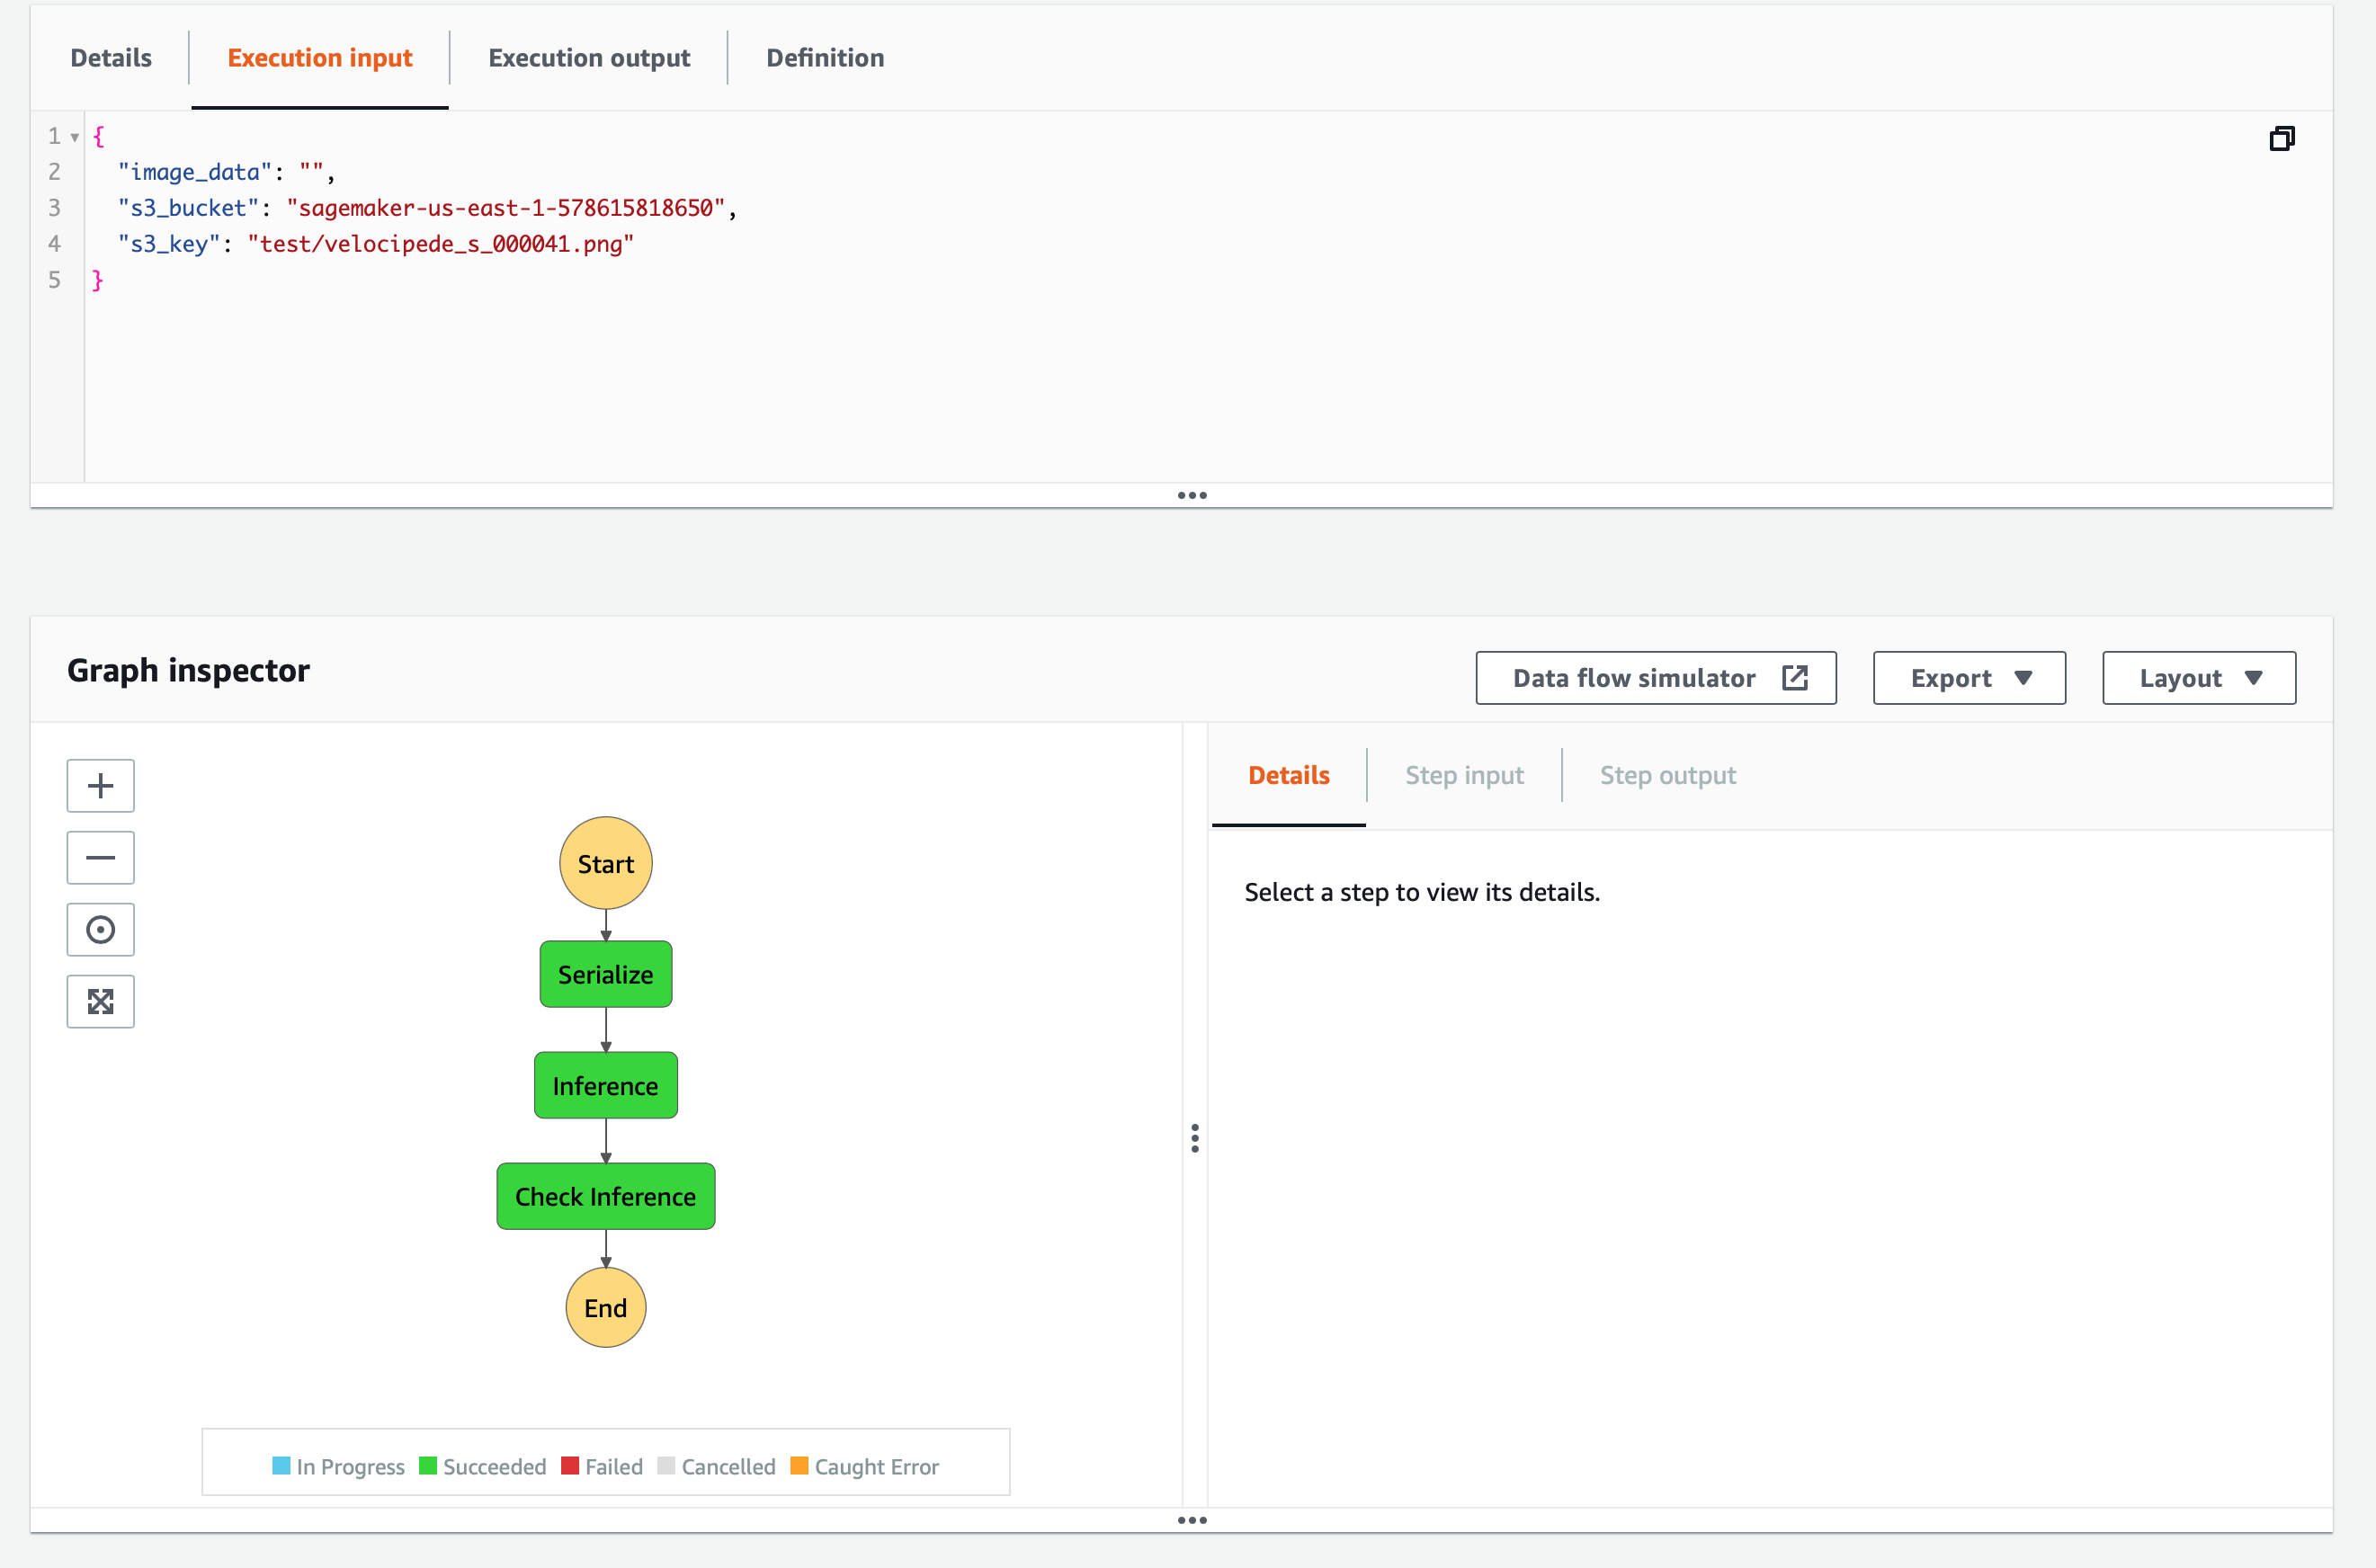 Details Execution input Execution output Definition
1 {
2 "image_data": "",
3 "s3_bucket": "sagemaker-us-east-1-578615818650",
4 "s3_key": "test/velocipede_s_000041.png"
5 }
Graph inspector
Data flow simulator Export Layout
Details Step input Step output
Select a step to view its details.
Start
Serialize
Inference
Check Inference
End
In Progress Succeeded Failed Cancelled Caught Error